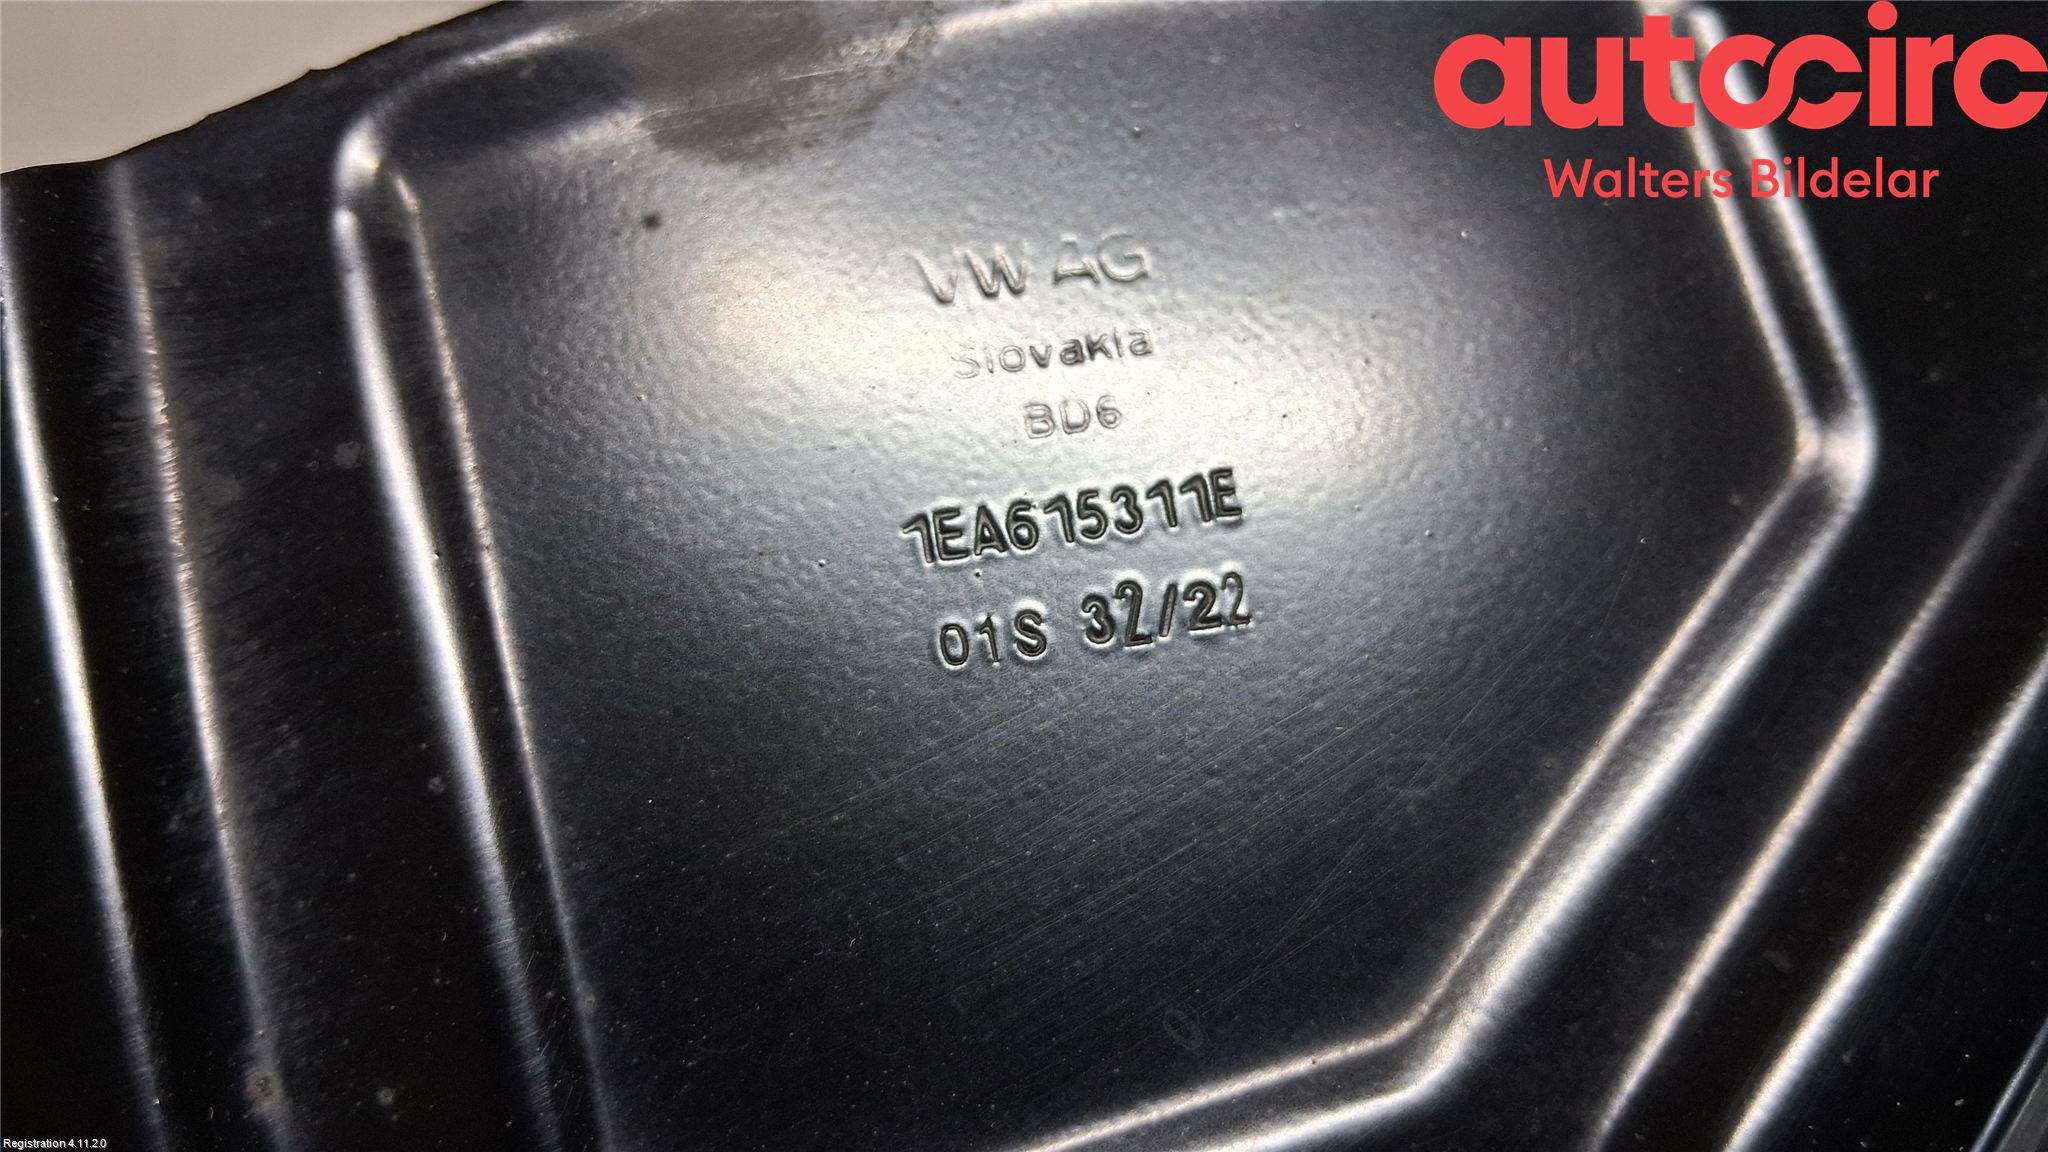 autocirc
Walters Bildelar
VW AG
Slovakia
BD6
1EA615311E
01S 32/22
Registration 4.11.2.0